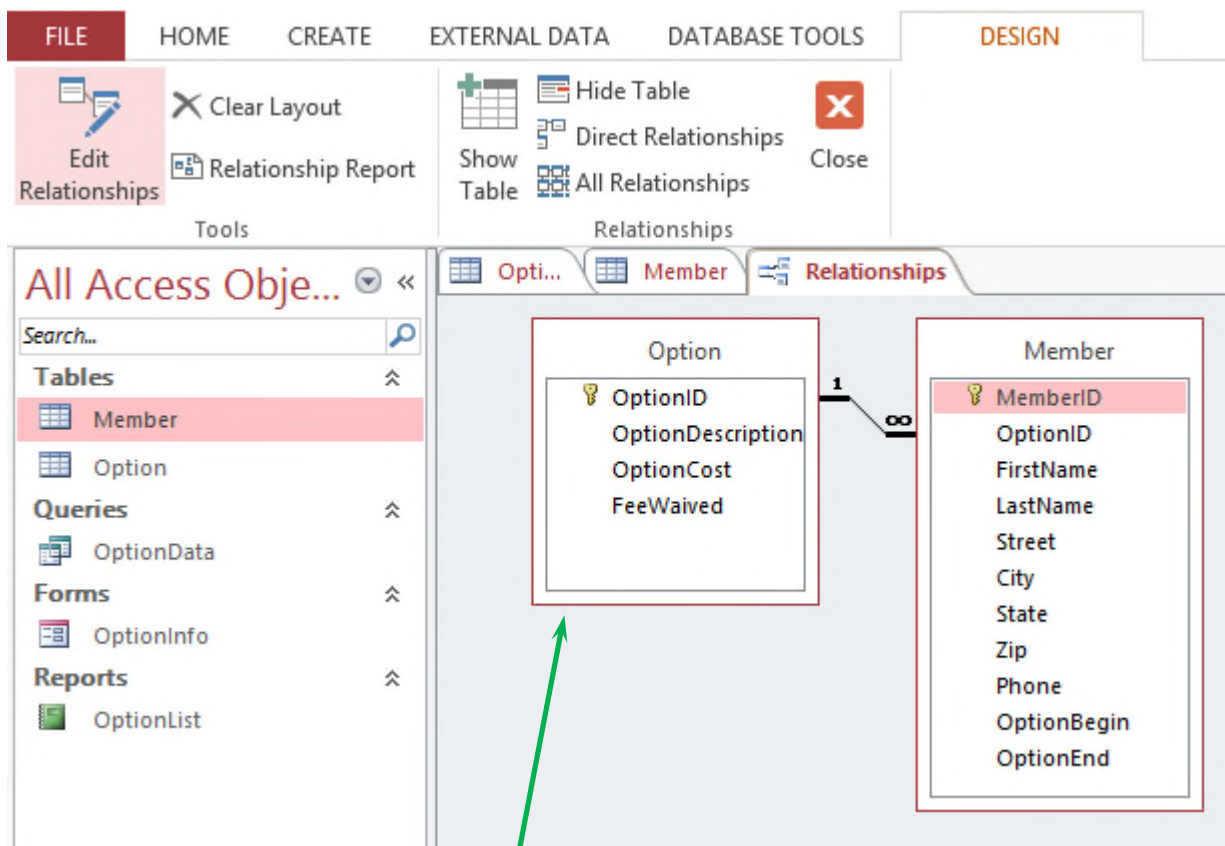 FILE HOME CREATE EXTERNAL DATA DATABASE TOOLS DESIGN
Edit
Relationships
Clear Layout
Relationship Report
Tools
Show
Table
Hide Table
Direct Relationships
All Relationships
Close
Relationships
All Access Obje...
Search...
Tables
Member
Option
Queries
OptionData
Forms
OptionInfo
Reports
OptionList
Opti... Member Relationships
Option
OptionID
OptionDescription
OptionCost
FeeWaived
1
∞
Member
MemberID
OptionID
FirstName
LastName
Street
City
State
Zip
Phone
OptionBegin
OptionEnd